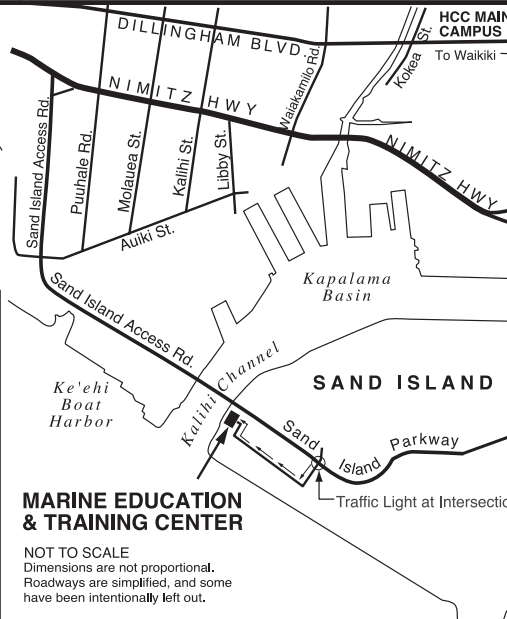 HCC MAIN
CAMPUS
DILLINGHAM BLVD.
To Waikiki
Kokea St.
Waiakamilo Rd.
NIMITZ HWY
NIMITZ HWY
Sand Island Access Rd.
Puuhale Rd.
Molauea St.
Kalihi St.
Libby St.
Auiki St.
Kapalama
Basin
Sand Island Access Rd.
Kalihi Channel
SAND ISLAND
Ke'ehi
Boat
Harbor
Sand Island Parkway
MARINE EDUCATION
& TRAINING CENTER
Traffic Light at Intersectio
NOT TO SCALE
Dimensions are not proportional.
Roadways are simplified, and some
have been intentionally left out.